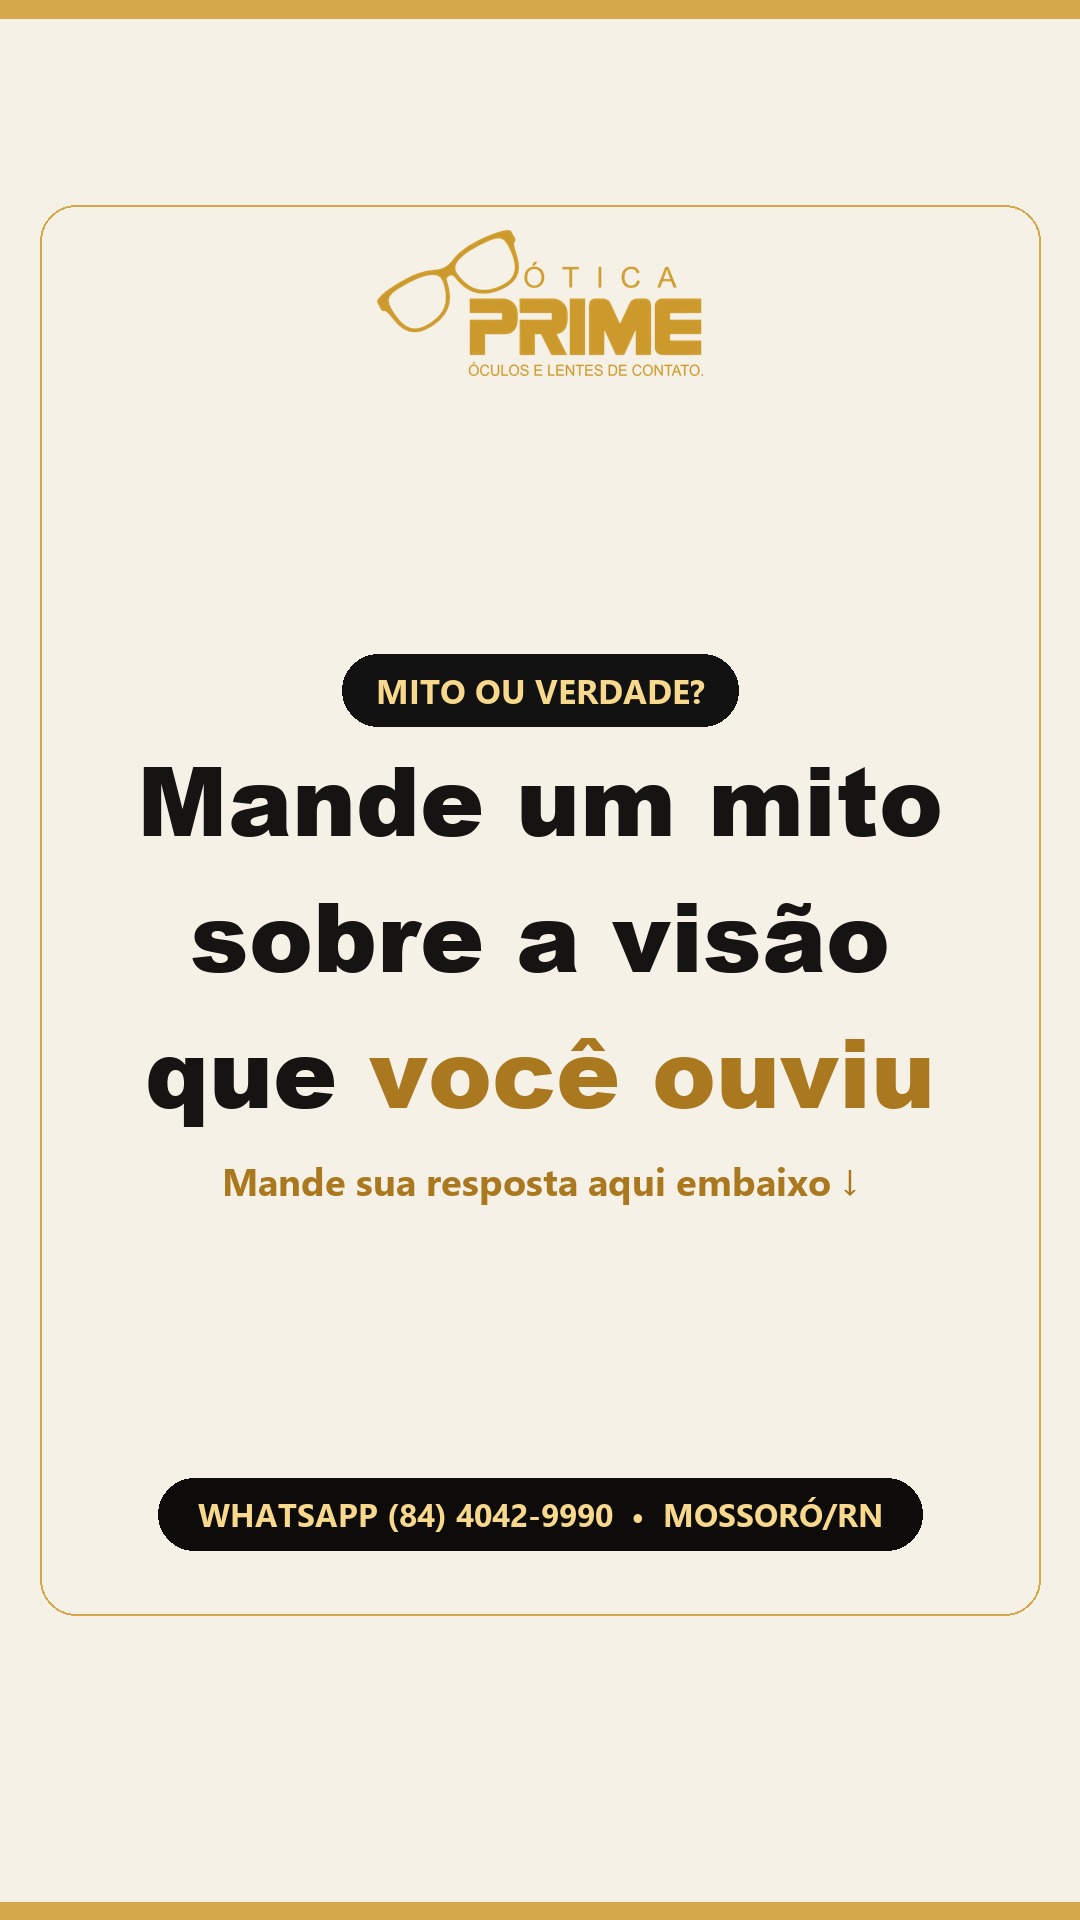 ÓTICA
PRIME
ÓCULOS E LENTES DE CONTATO.
MITO OU VERDADE?
Mande um mito
sobre a visão
que você ouviu
Mande sua resposta aqui embaixo ↓
WHATSAPP (84) 4042-9990 • MOSSORÓ/RN